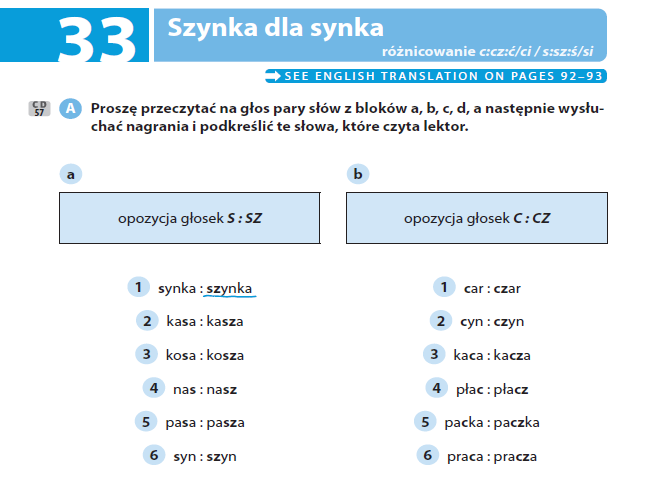 33
Szynka dla synka
różnicowanie c:cz:ć/ci / s:sz:ś/si
SEE ENGLISH TRANSLATION ON PAGES 92–93
CD
57
A Proszę przeczytać na głos pary słów z bloków a, b, c, d, a następnie wysłu-
chać nagrania i podkreślić te słowa, które czyta lektor.
a
opozycja głosek S : SZ
1 synka : szynka
2 kasa : kasza
3 kosa : kosza
4 nas : nasz
5 pasa : pasza
6 syn : szyn
b
opozycja głosek C : CZ
1 car : czar
2 cyn : czyn
3 kaca : kacza
4 płac : płacz
5 packa : paczka
6 praca : pracza